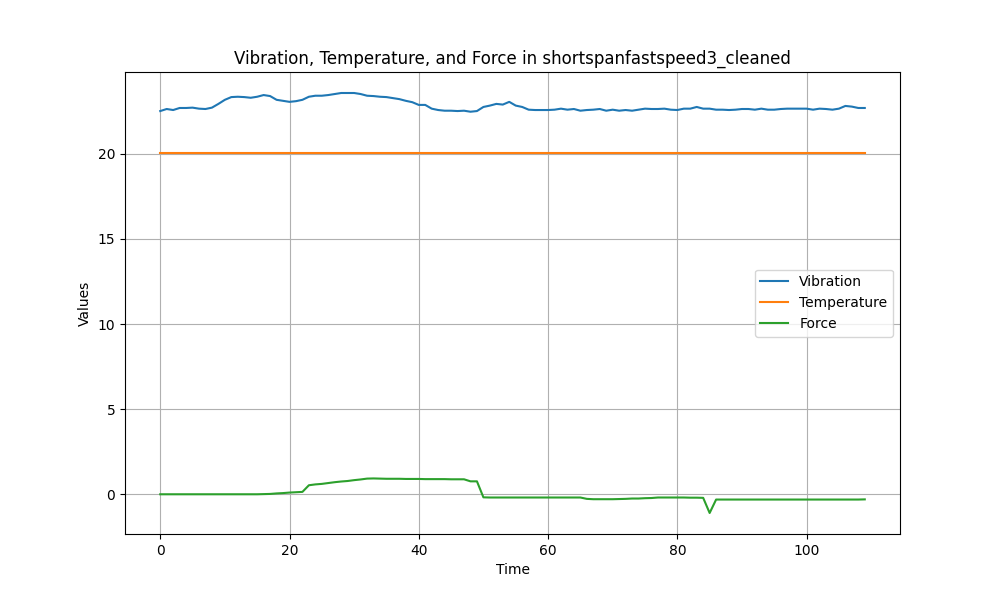 Vibration, Temperature, and Force in shortspanfastspeed3_cleaned
Values
20
15
10
5
0
Vibration
Temperature
Force
0 20 40 60 80 100
Time